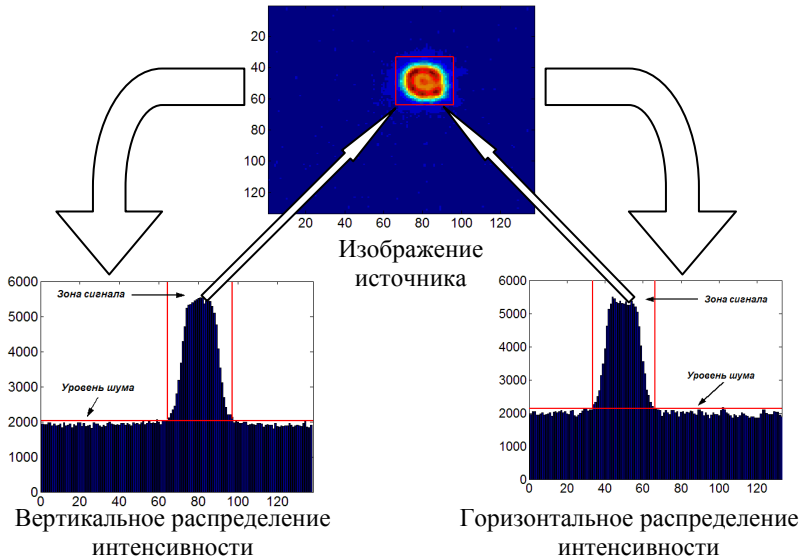 20
40
60
80
100
120
20 40 60 80 100 120
Изображение
источника
6000
5000
4000
3000
2000
1000
0
Зона сигнала
Уровень шума
0 20 40 60 80 100 120
Вертикальное распределение
интенсивности
6000
5000
4000
3000
2000
1000
0
Зона сигнала
Уровень шума
0 20 40 60 80 100 120
Горизонтальное распределение
интенсивности